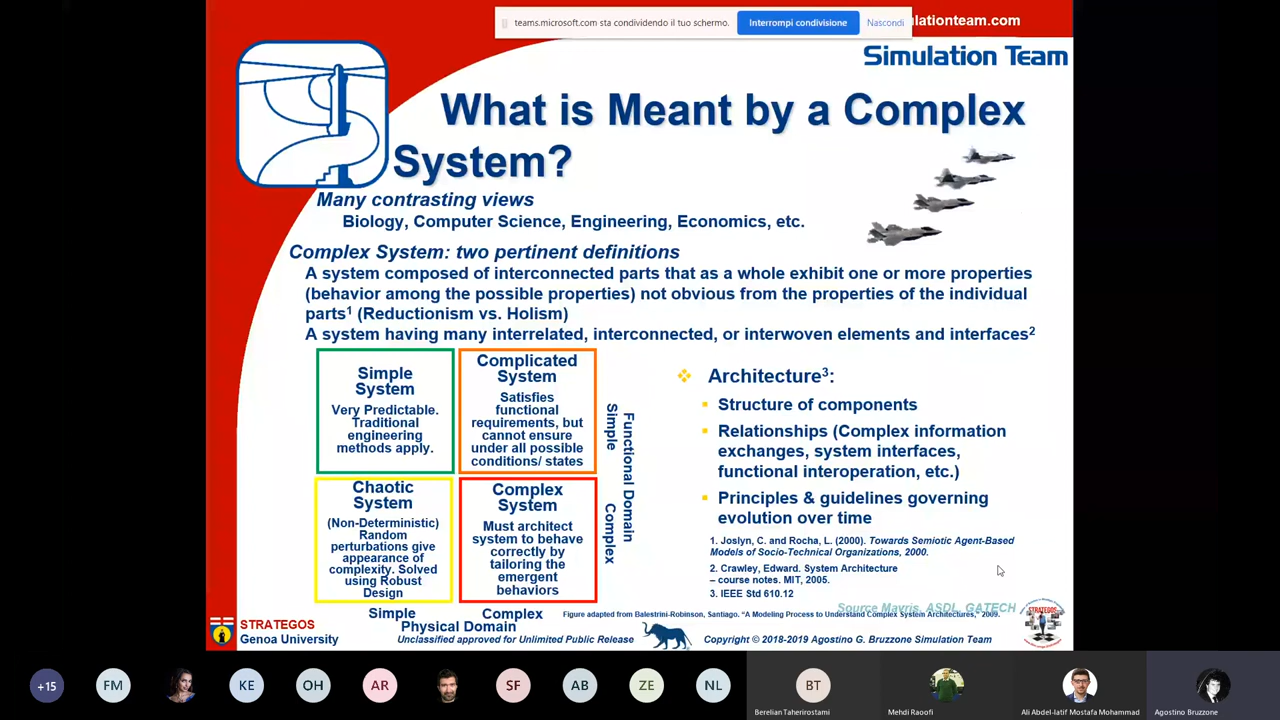 teams.microsoft.com sta condividendo il tuo schermo.
Interrompi condivisione
Nascondi
ulationteam.com
Simulation Team
What is Meant by a Complex
System?
Many contrasting views
Biology, Computer Science, Engineering, Economics, etc.
Complex System: two pertinent definitions
A system composed of interconnected parts that as a whole exhibit one or more properties
(behavior among the possible properties) not obvious from the properties of the individual
parts1 (Reductionism vs. Holism)
A system having many interrelated, interconnected, or interwoven elements and interfaces2
Simple
System
Very Predictable.
Traditional
engineering
methods apply.
Complicated
System
Satisfies
functional
requirements, but
cannot ensure
under all possible
conditions/ states
Chaotic
System
(Non-Deterministic)
Random
perturbations give
appearance of
complexity. Solved
using Robust
Design
Complex
System
Must architect
system to behave
correctly by
tailoring the
emergent
behaviors
Simple
Complex
Functional Domain
Simple
Complex
Physical Domain
Architecture3:
Structure of components
Relationships (Complex information
exchanges, system interfaces,
functional interoperation, etc.)
Principles & guidelines governing
evolution over time
1. Joslyn, C. and Rocha, L. (2000). Towards Semiotic Agent-Based
Models of Socio-Technical Organizations, 2000.
2. Crawley, Edward. System Architecture
– course notes. MIT, 2005.
3. IEEE Std 610.12
Source Mavris, ASDL, GATECH
Figure adapted from Balestrini-Robinson, Santiago. “A Modeling Process to Understand Complex System Architectures,” 2009.
STRATEGOS
Genoa University
Unclassified approved for Unlimited Public Release
Copyright © 2018-2019 Agostino G. Bruzzone Simulation Team
STRATEGOS
+15
FM
KE
OH
AR
SF
AB
ZE
NL
BT
Berelian Taherirostami
Mehdi Raoofi
Ali Abdel-latif Mostafa Mohammad
Agostino Bruzzone